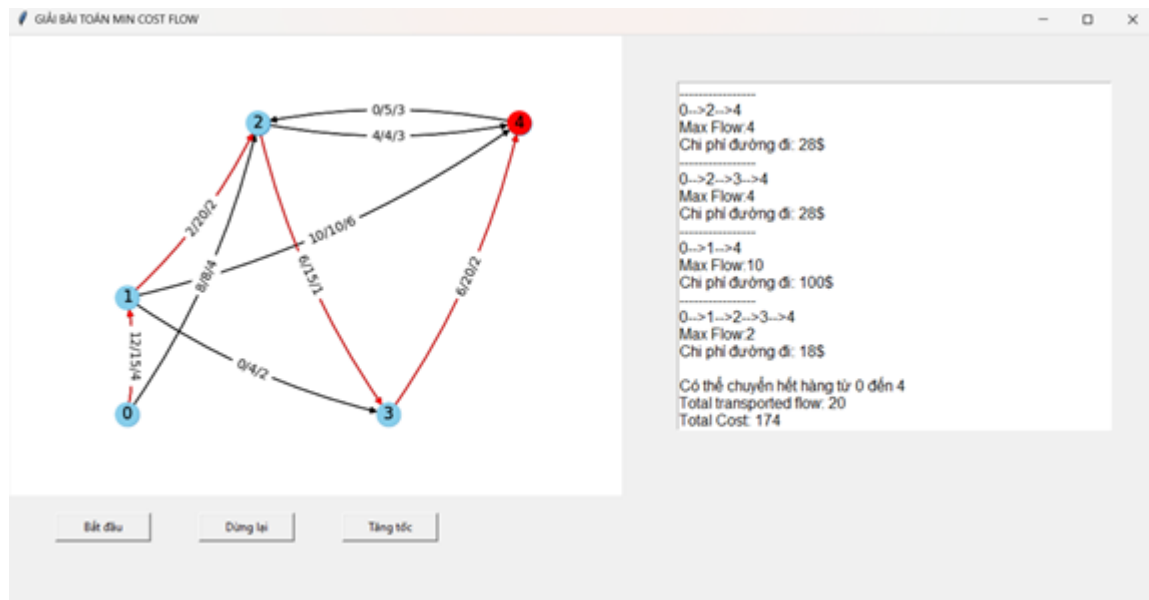 GIẢI BÀI TOÁN MIN COST FLOW
2
0/5/3
4/4/3
4
2/20/2
8/8/4
10/10/6
6/15/1
6/20/2
1
12/15/4
0/4/2
0
3
------------------
0-->2-->4
Max Flow:4
Chi phí đường đi: 28$
------------------
0-->2-->3-->4
Max Flow:4
Chi phí đường đi: 28$
------------------
0-->1-->4
Max Flow:10
Chi phí đường đi: 100$
------------------
0-->1-->2-->3-->4
Max Flow:2
Chi phí đường đi: 18$
Có thể chuyển hết hàng từ 0 đến 4
Total transported flow: 20
Total Cost: 174
Bắt đầu
Dừng lại
Tăng tốc